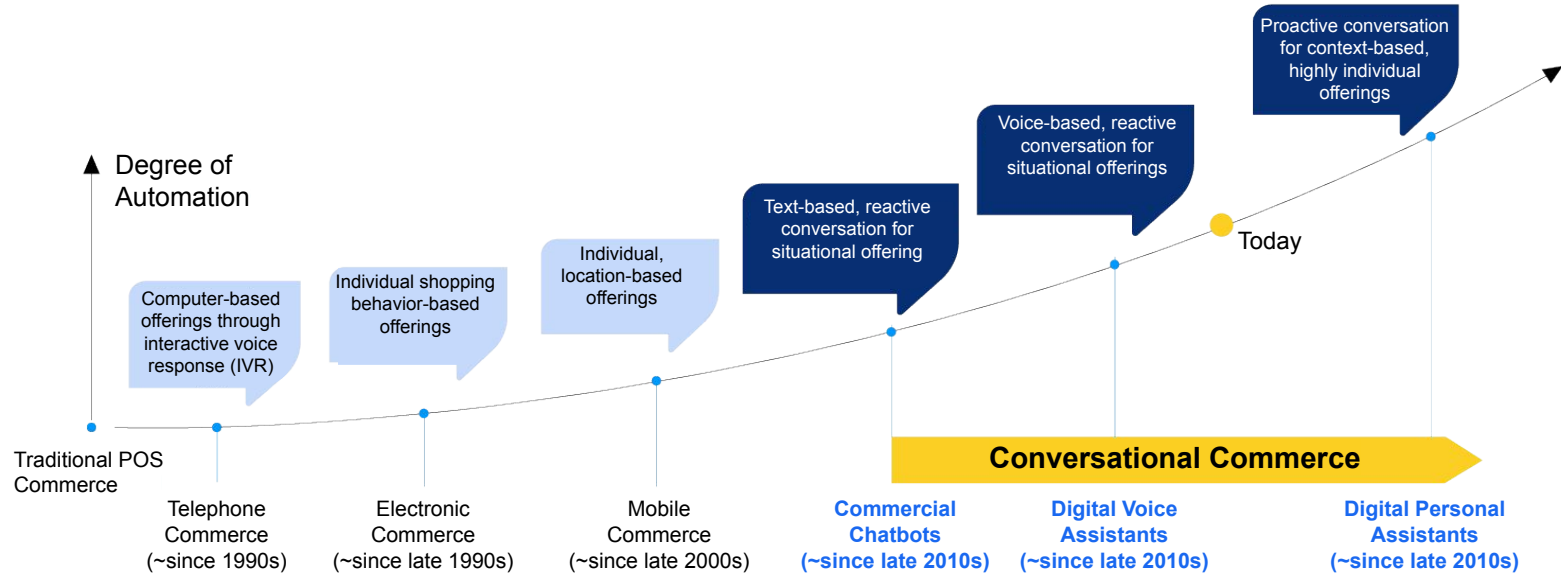 Degree of
Automation
Traditional POS
Commerce
Computer-based
offerings through
interactive voice
response (IVR)
Telephone
Commerce
(~since 1990s)
Individual shopping
behavior-based
offerings
Electronic
Commerce
(~since late 1990s)
Individual,
location-based
offerings
Mobile
Commerce
(~since late 2000s)
Text-based, reactive
conversation for
situational offering
Commercial
Chatbots
(~since late 2010s)
Voice-based, reactive
conversation for
situational offerings
Digital Voice
Assistants
(~since late 2010s)
Today
Proactive conversation
for context-based,
highly individual
offerings
Digital Personal
Assistants
(~since late 2010s)
Conversational Commerce